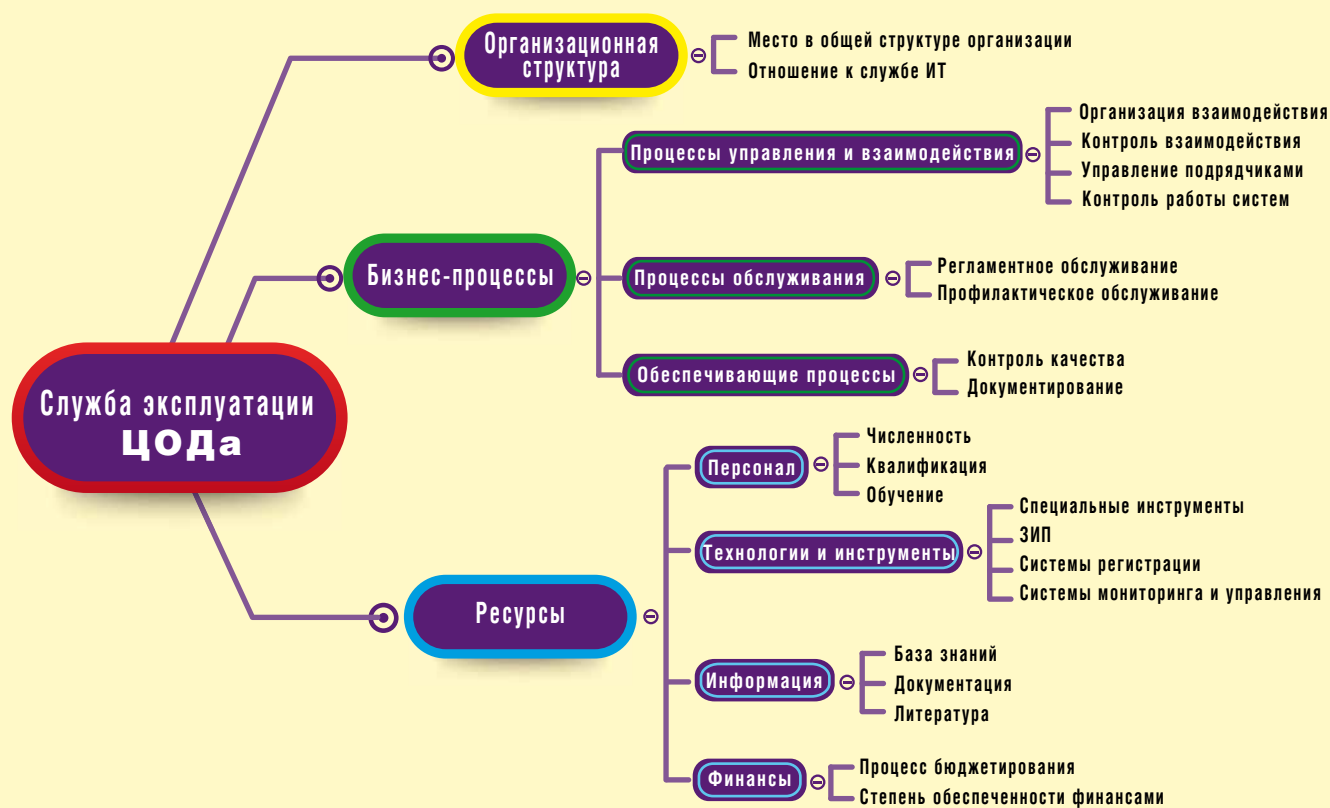 Служба эксплуатации
ЦОДа
Организационная
структура
Место в общей структуре организации
Отношение к службе ИТ
Бизнес-процессы
Процессы управления и взаимодействия
Организация взаимодействия
Контроль взаимодействия
Управление подрядчиками
Контроль работы систем
Процессы обслуживания
Регламентное обслуживание
Профилактическое обслуживание
Обеспечивающие процессы
Контроль качества
Документирование
Ресурсы
Персонал
Численность
Квалификация
Обучение
Технологии и инструменты
Специальные инструменты
ЗИП
Системы регистрации
Системы мониторинга и управления
Информация
База знаний
Документация
Литература
Финансы
Процесс бюджетирования
Степень обеспеченности финансами